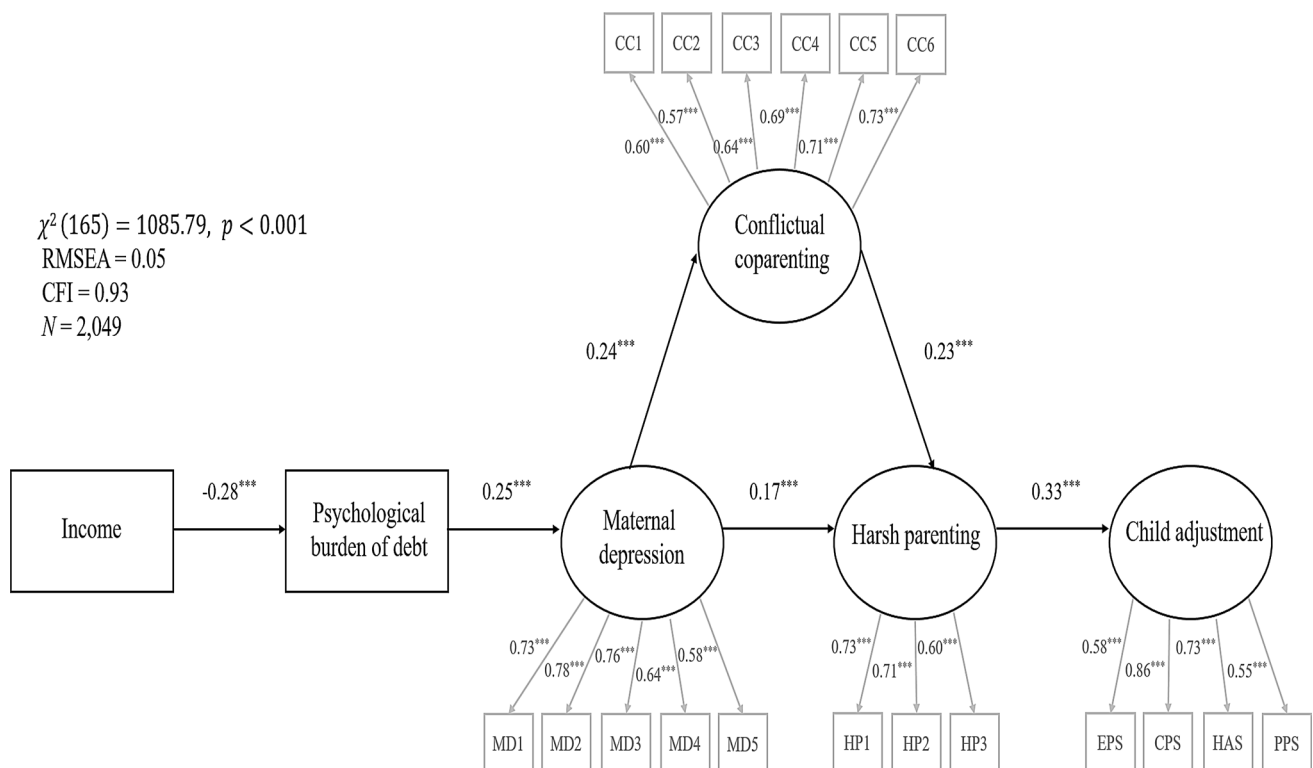 CC1 CC2 CC3 CC4 CC5 CC6
0.57*** 0.69*** 0.73***
0.60*** 0.64*** 0.71***
χ² (165) = 1085.79, p < 0.001
RMSEA = 0.05
CFI = 0.93
N = 2,049
Conflictual
coparenting
0.24*** 0.23***
-0.28*** 0.25*** 0.17*** 0.33***
Income
Psychological
burden of debt
Maternal
depression
Harsh parenting
Child adjustment
0.73*** 0.78*** 0.76*** 0.64*** 0.58***
0.73*** 0.71*** 0.60***
0.58*** 0.86*** 0.73*** 0.55***
MD1 MD2 MD3 MD4 MD5
HP1 HP2 HP3
EPS CPS HAS PPS